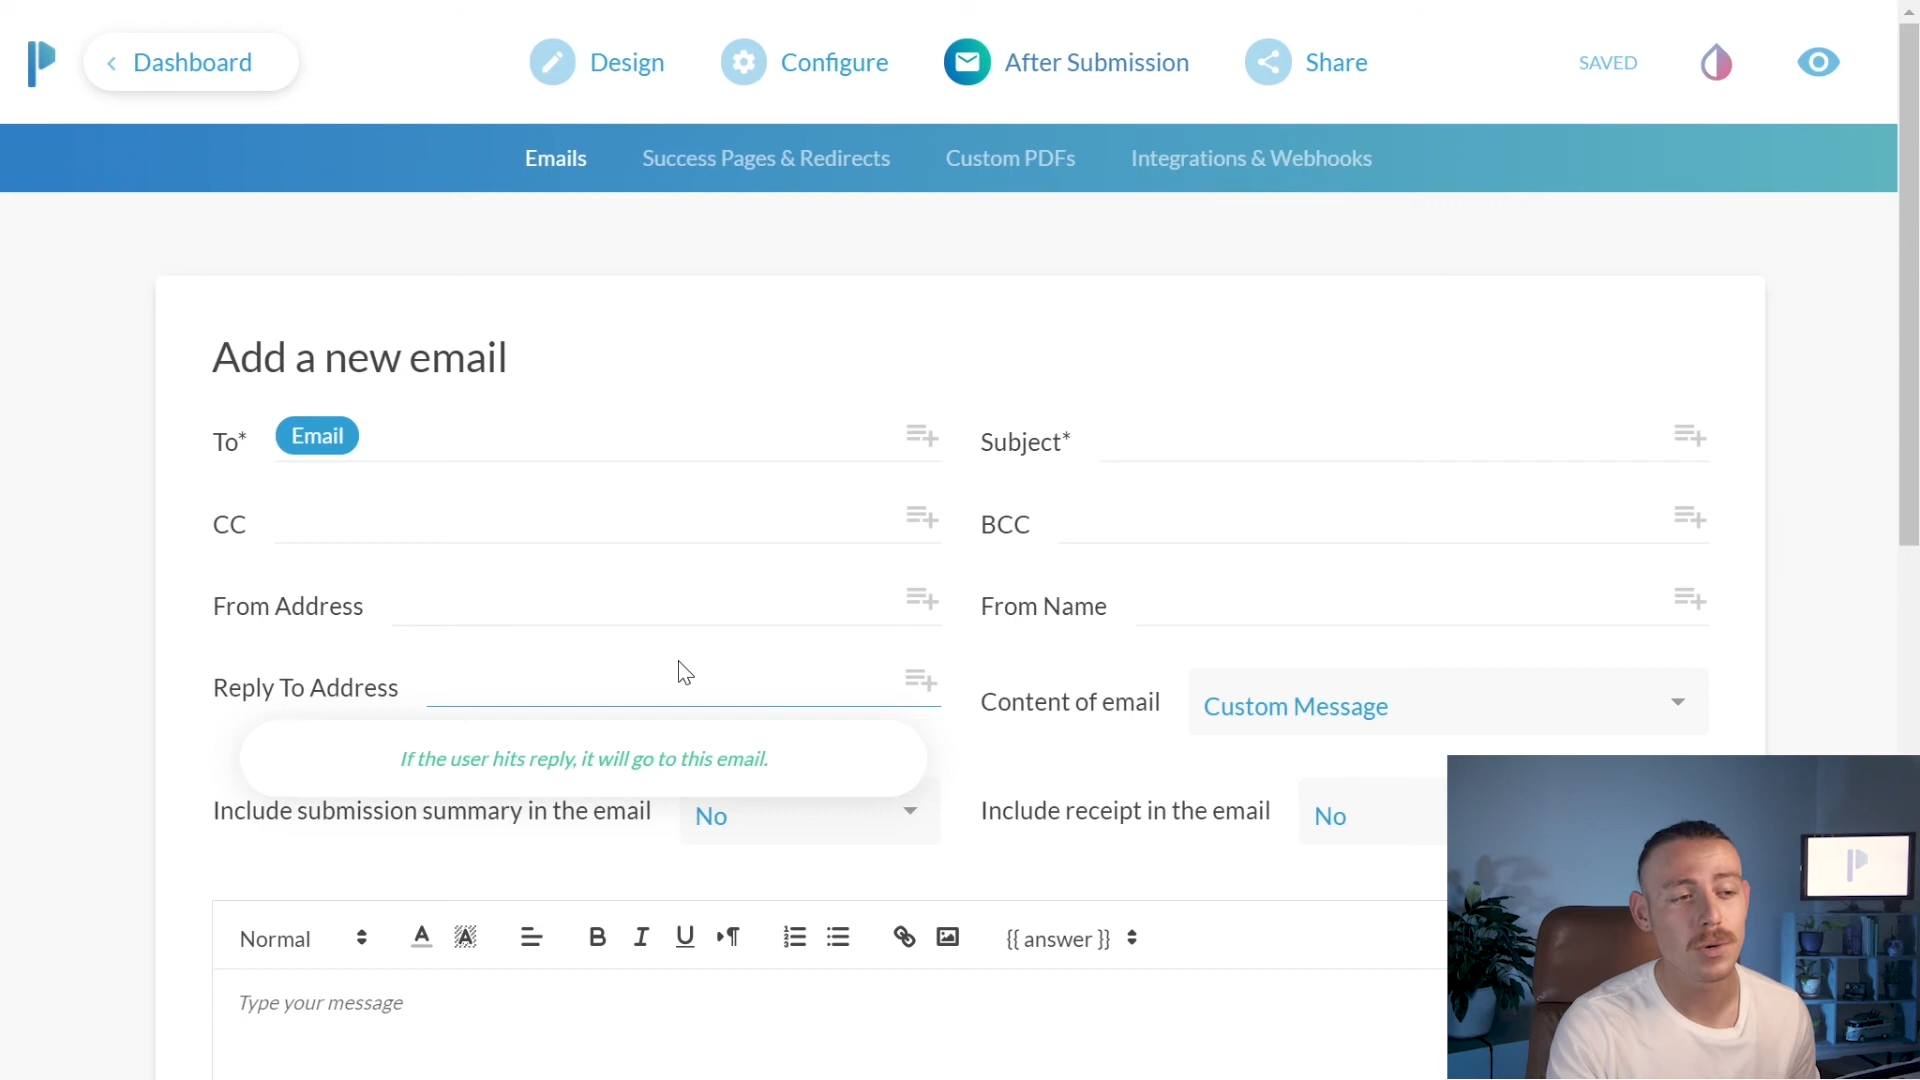 Dashboard
Design
Configure
After Submission
Share
SAVED
Emails
Success Pages & Redirects
Custom PDFs
Integrations & Webhooks
Add a new email
To*
Email
Subject*
CC
BCC
From Address
From Name
Reply To Address
Content of email
Custom Message
If the user hits reply, it will go to this email.
Include submission summary in the email
No
Include receipt in the email
No
Normal
{{ answer }}
Type your message